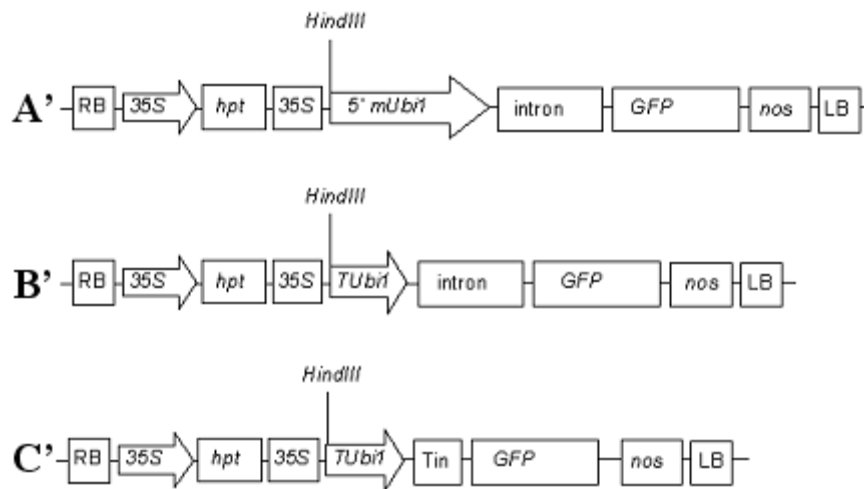 HindIII
A’ RB 35S hpt 35S 5' mUbi1 intron GFP nos LB
HindIII
B’ RB 35S hpt 35S TUbi1 intron GFP nos LB
HindIII
C’ RB 35S hpt 35S TUbi1 Tin GFP nos LB